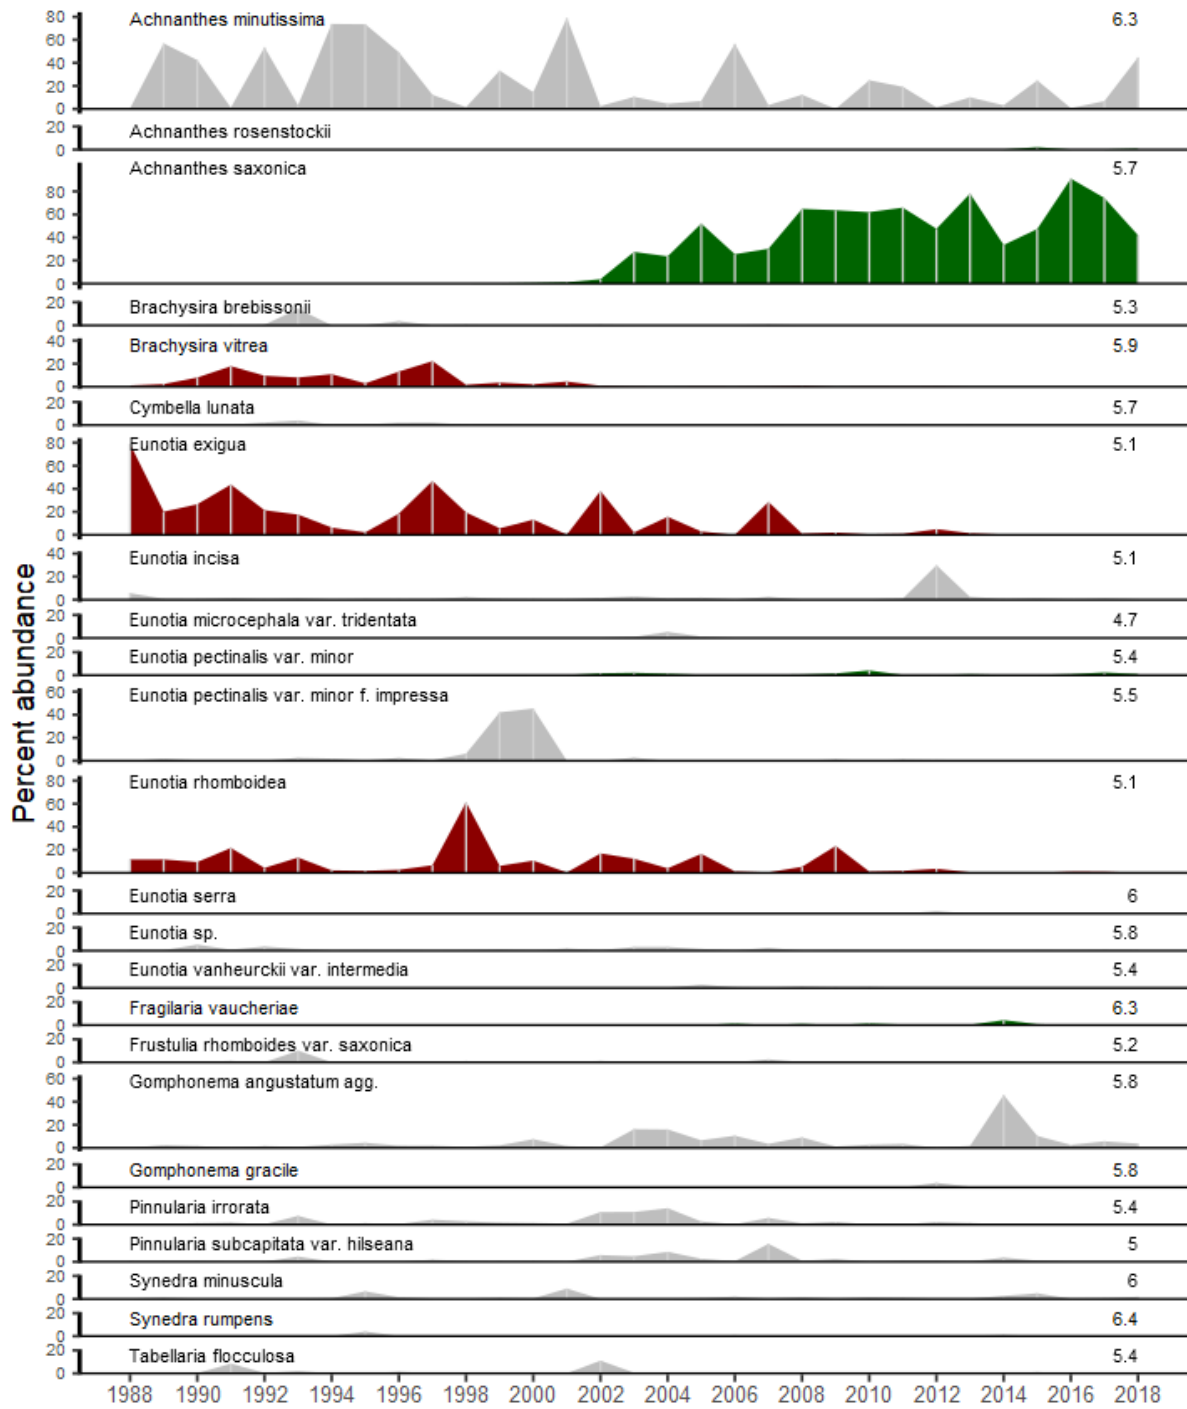 80
60
40
20
0
Achnanthes minutissima 6.3
20
0
Achnanthes rosenstockii
80
60
40
20
0
Achnanthes saxonica 5.7
20
0
Brachysira brebissonii 5.3
40
20
0
Brachysira vitrea 5.9
20
0
Cymbella lunata 5.7
80
60
40
20
0
Eunotia exigua 5.1
40
20
0
Eunotia incisa 5.1
20
0
Eunotia microcephala var. tridentata 4.7
20
0
Eunotia pectinalis var. minor 5.4
60
40
20
0
Eunotia pectinalis var. minor f. impressa 5.5
80
60
40
20
0
Eunotia rhomboidea 5.1
20
0
Eunotia serra 6
20
0
Eunotia sp. 5.8
20
0
Eunotia vanheurckii var. intermedia 5.4
20
0
Fragilaria vaucheriae 6.3
20
0
Frustulia rhomboides var. saxonica 5.2
60
40
20
0
Gomphonema angustatum agg. 5.8
20
0
Gomphonema gracile 5.8
20
0
Pinnularia irrorata 5.4
20
0
Pinnularia subcapitata var. hilseana 5
20
0
Synedra minuscula 6
20
0
Synedra rumpens 6.4
20
0
Tabellaria flocculosa 5.4
Percent abundance
1988 1990 1992 1994 1996 1998 2000 2002 2004 2006 2008 2010 2012 2014 2016 2018